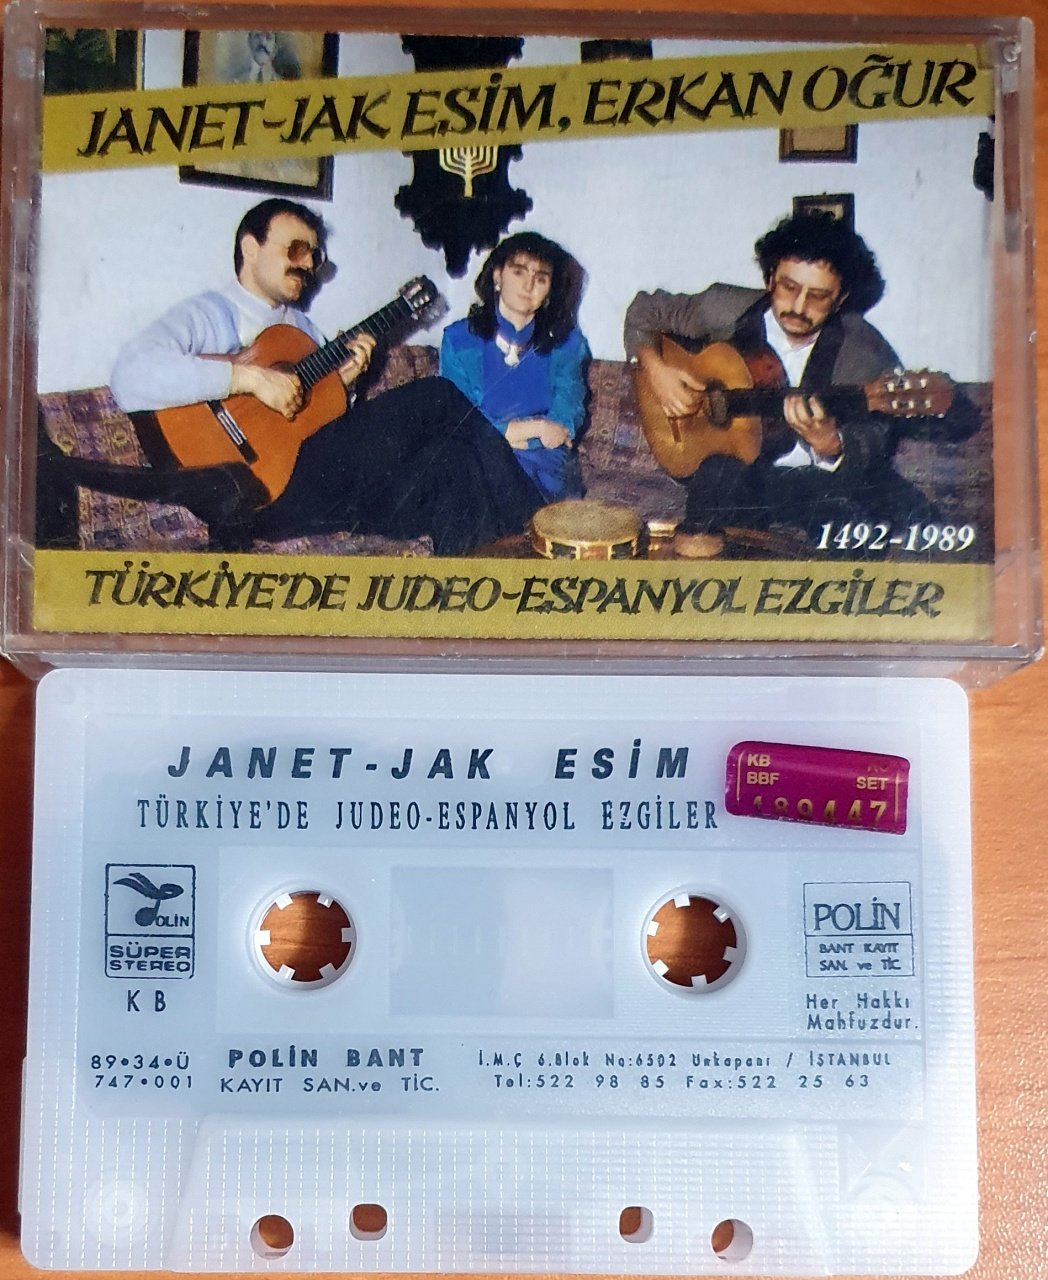 JANET-JAK ESİM, ERKAN OĞUR
1492-1989
TÜRKİYE'DE JUDEO-ESPANYOL EZGİLER
JANET-JAK ESİM
TÜRKİYE'DE JUDEO-ESPANYOL EZGİLER
KB
BBF
SET
189447
POLİN
SÜPER
STEREO
K B
POLİN
BANT KAYIT
SAN. ve TİC
Her Hakkı
Mahfuzdur.
89•34•Ü
747•001
POLİN BANT
KAYIT SAN.ve TİC.
İ.M.Ç 6.Blok No:6502 Unkapanı / İSTANBUL
Tel:522 98 85 Fax:522 25 63